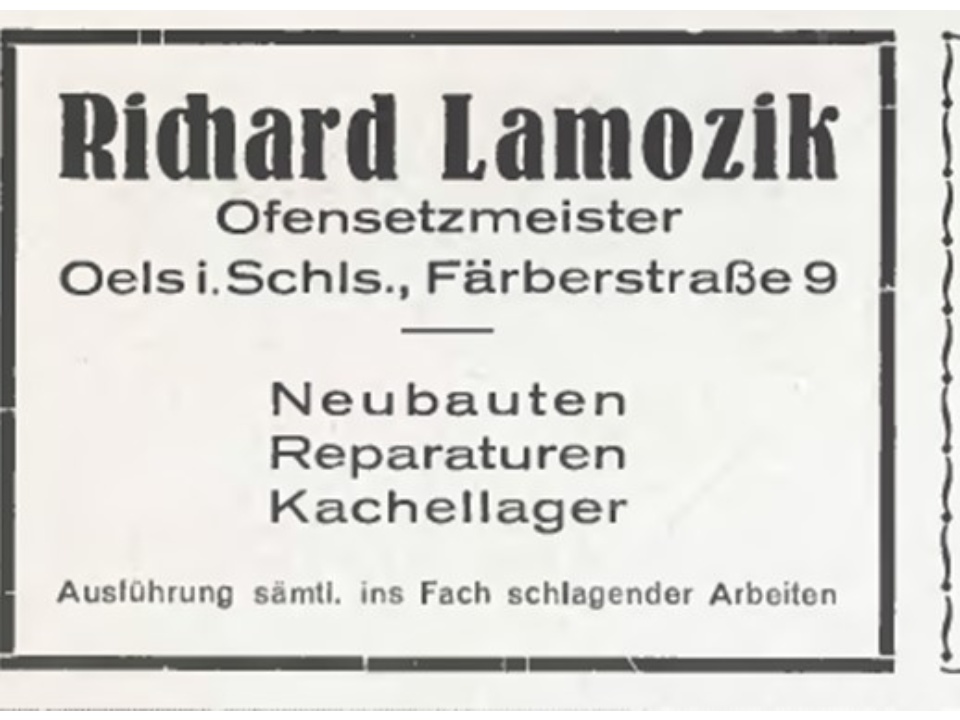 Richard Lamozik
Ofensetzmeister
Oels i. Schls., Färberstraße 9
Neubauten
Reparaturen
Kachellager
Ausführung sämtl. ins Fach schlagender Arbeiten